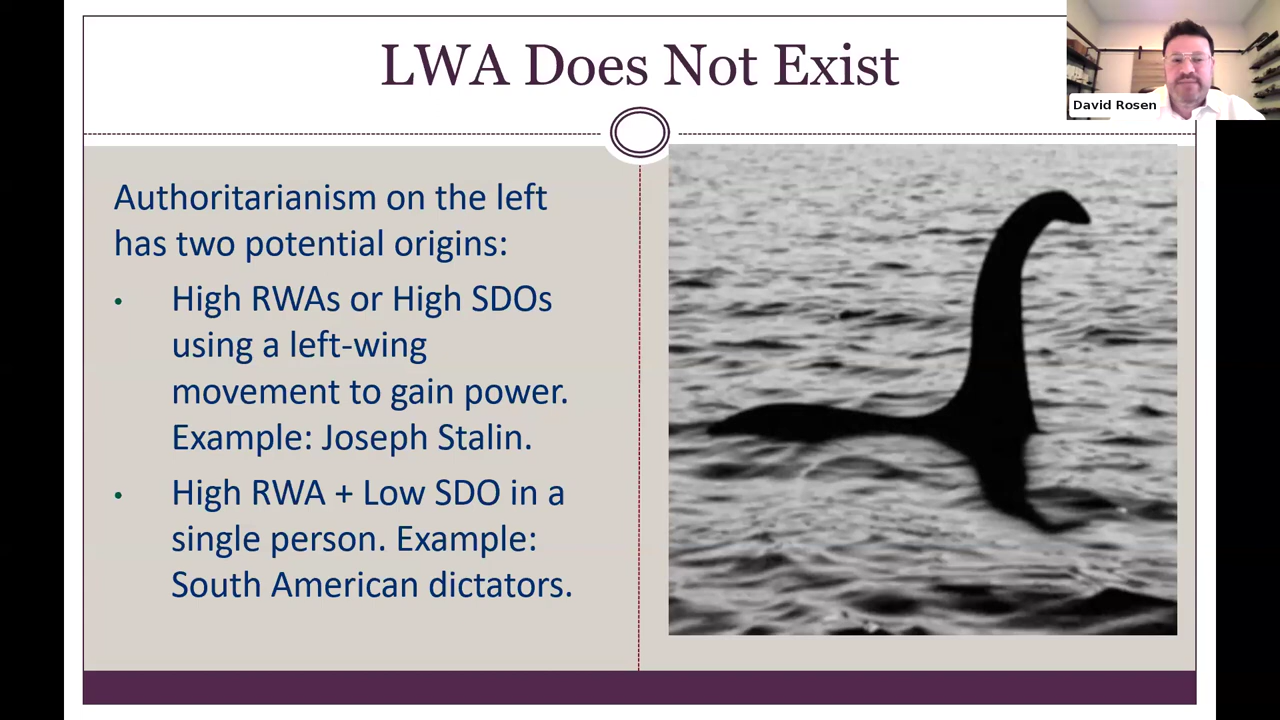 LWA Does Not Exist
David Rosen
Authoritarianism on the left
has two potential origins:
• High RWAs or High SDOs
using a left-wing
movement to gain power.
Example: Joseph Stalin.
• High RWA + Low SDO in a
single person. Example:
South American dictators.